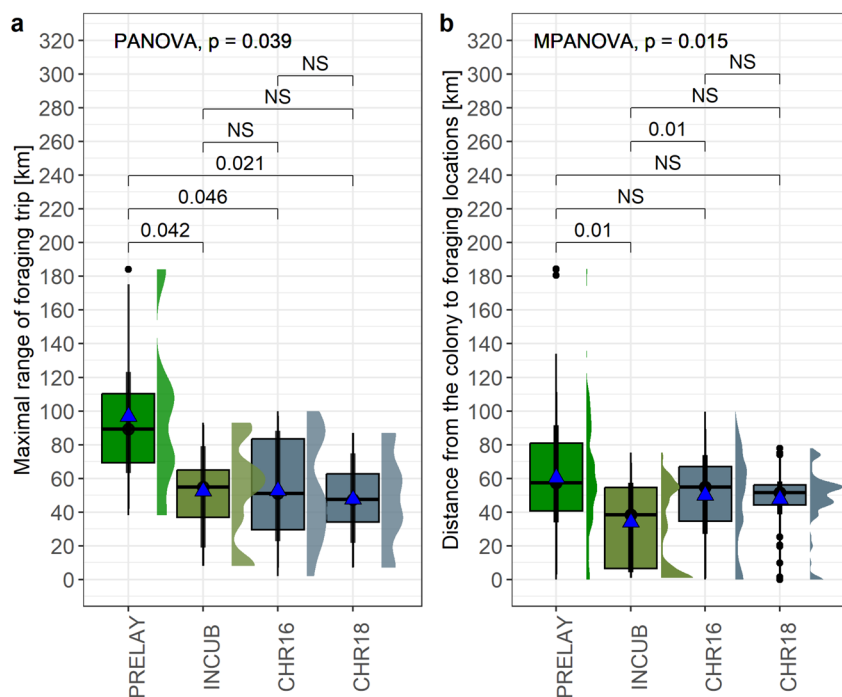 a
PANOVA, p = 0.039
Maximal range of foraging trip [km]
320
300
280
260
240
220
200
180
160
140
120
100
80
60
40
20
0
NS
NS
NS
0.021
0.046
0.042
PRELAY
INCUB
CHR16
CHR18
b
MPANOVA, p = 0.015
Distance from the colony to foraging locations [km]
320
300
280
260
240
220
200
180
160
140
120
100
80
60
40
20
0
NS
NS
0.01
NS
NS
0.01
PRELAY
INCUB
CHR16
CHR18